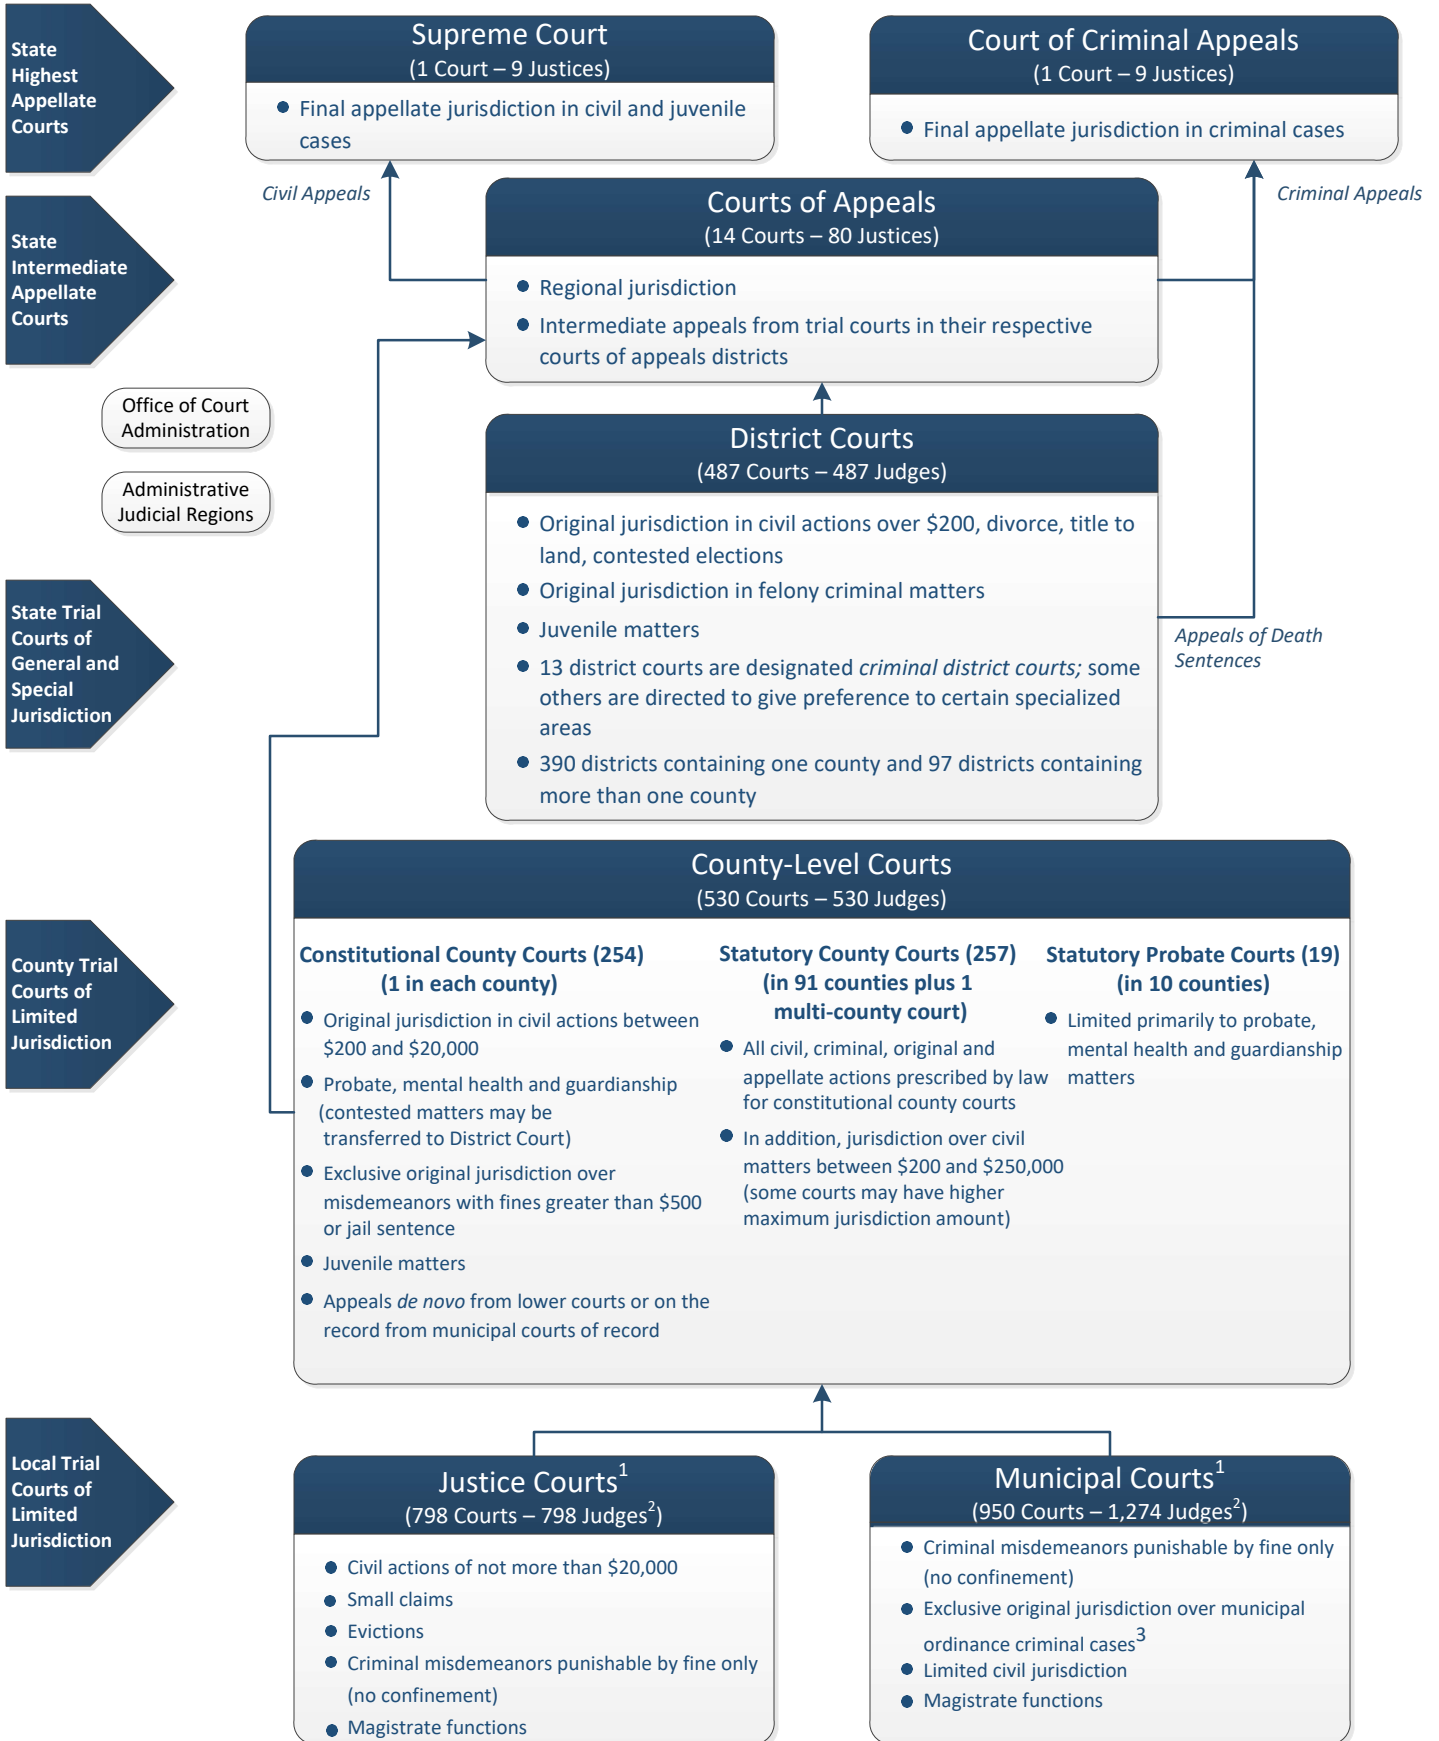 State
Highest
Appellate
Courts
Supreme Court
(1 Court – 9 Justices)
● Final appellate jurisdiction in civil and juvenile
cases
Court of Criminal Appeals
(1 Court – 9 Justices)
● Final appellate jurisdiction in criminal cases
Civil Appeals
Criminal Appeals
State
Intermediate
Appellate
Courts
Courts of Appeals
(14 Courts – 80 Justices)
● Regional jurisdiction
● Intermediate appeals from trial courts in their respective
courts of appeals districts
Office of Court
Administration
Administrative
Judicial Regions
State Trial
Courts of
General and
Special
Jurisdiction
District Courts
(487 Courts – 487 Judges)
● Original jurisdiction in civil actions over $200, divorce, title to
land, contested elections
● Original jurisdiction in felony criminal matters
● Juvenile matters
● 13 district courts are designated criminal district courts; some
others are directed to give preference to certain specialized
areas
● 390 districts containing one county and 97 districts containing
more than one county
Appeals of Death
Sentences
County Trial
Courts of
Limited
Jurisdiction
County-Level Courts
(530 Courts – 530 Judges)
Constitutional County Courts (254)
(1 in each county)
● Original jurisdiction in civil actions between
$200 and $20,000
● Probate, mental health and guardianship
(contested matters may be
transferred to District Court)
● Exclusive original jurisdiction over
misdemeanors with fines greater than $500
or jail sentence
● Juvenile matters
● Appeals de novo from lower courts or on the
record from municipal courts of record
Statutory County Courts (257)
(in 91 counties plus 1
multi-county court)
● All civil, criminal, original and
appellate actions prescribed by law
for constitutional county courts
● In addition, jurisdiction over civil
matters between $200 and $250,000
(some courts may have higher
maximum jurisdiction amount)
Statutory Probate Courts (19)
(in 10 counties)
● Limited primarily to probate,
mental health and guardianship
matters
Local Trial
Courts of
Limited
Jurisdiction
Justice Courts¹
(798 Courts – 798 Judges²)
● Civil actions of not more than $20,000
● Small claims
● Evictions
● Criminal misdemeanors punishable by fine only
(no confinement)
● Magistrate functions
Municipal Courts¹
(950 Courts – 1,274 Judges²)
● Criminal misdemeanors punishable by fine only
(no confinement)
● Exclusive original jurisdiction over municipal
ordinance criminal cases³
● Limited civil jurisdiction
● Magistrate functions